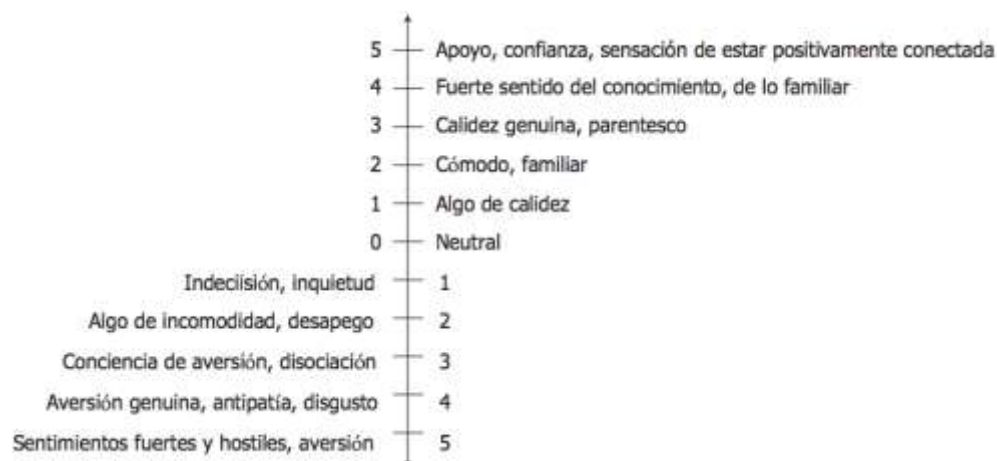 5 Apoyo, confianza, sensación de estar positivamente conectada
4 Fuerte sentido del conocimiento, de lo familiar
3 Calidez genuina, parentesco
2 Cómodo, familiar
1 Algo de calidez
0 Neutral
Indeciisión, inquietud 1
Algo de incomodidad, desapego 2
Conciencia de aversión, disociación 3
Aversión genuina, antipatía, disgusto 4
Sentimientos fuertes y hostiles, aversión 5